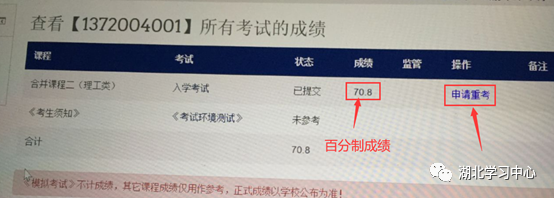 查看【1372004001】所有考试的成绩
课程 考试 状态 成绩 监管 操作 备注
合并课程二（理工类） 入学考试 已提交 70.8 申请重考
《考生须知》 《考试环境测试》 未参考
合计 70.8
百分制成绩
《模拟考试》不计成绩，其它课程成绩仅用作参考，正式成绩以学校公布为准！
湖北学习中心